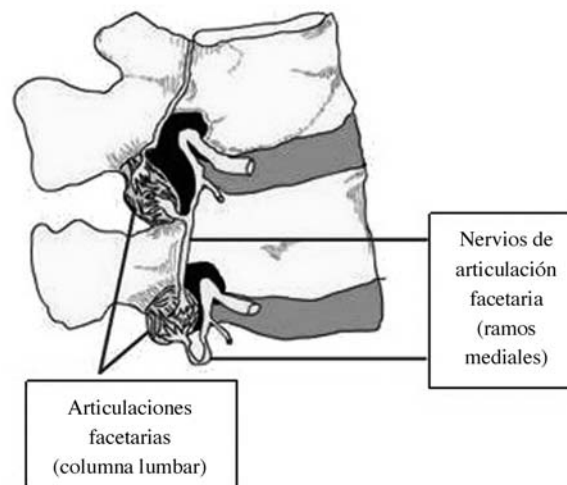 Nervios de
articulación
facetaria
(ramos
mediales)
Articulaciones
facetarias
(columna lumbar)